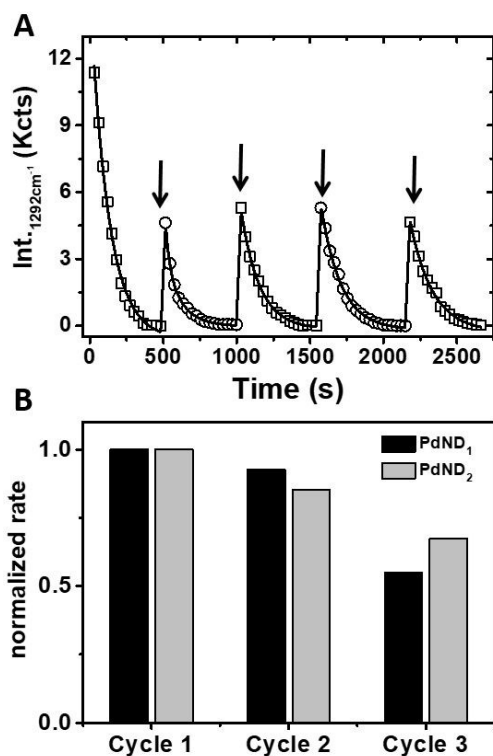 A
Int.1292cm-1 (Kcts)
12
9
6
3
0
0 500 1000 1500 2000 2500
Time (s)
B
normalized rate
1.0
0.5
0.0
PdND1
PdND2
Cycle 1 Cycle 2 Cycle 3